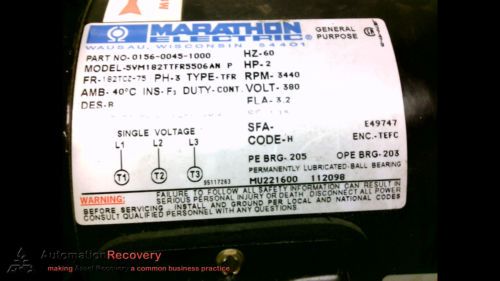 MARATHON
ELECTRIC®
WAUSAU, WISCONSIN 54401
GENERAL
PURPOSE
PART NO-0156-0045-1000 HZ-60
MODEL-5VM182TTFR5506AN P HP-2
FR-182TCZ-75 PH-3 TYPE-TFR RPM-3440
AMB-40°C INS-F1 DUTY-CONT. VOLT-380
DES-B FLA-3.2
SINGLE VOLTAGE SFA- E49747
L1 L2 L3 CODE-H ENC.-TEFC
T1 T2 T3 PE BRG-205 OPE BRG-203
95117263 PERMANENTLY LUBRICATED-BALL BEARING
MU221600 112098
WARNING: FAILURE TO FOLLOW ALL SAFETY INFORMATION CAN RESULT IN
SERIOUS PERSONAL INJURY OR DEATH. DISCONNECT ALL POWER
BEFORE SERVICING. INSTALL AND GROUND PER LOCAL AND NATIONAL CODES
CONSULT QUALIFIED PERSONNEL WITH ANY QUESTIONS
AutomationRecovery
making Asset Recovery a common business practice